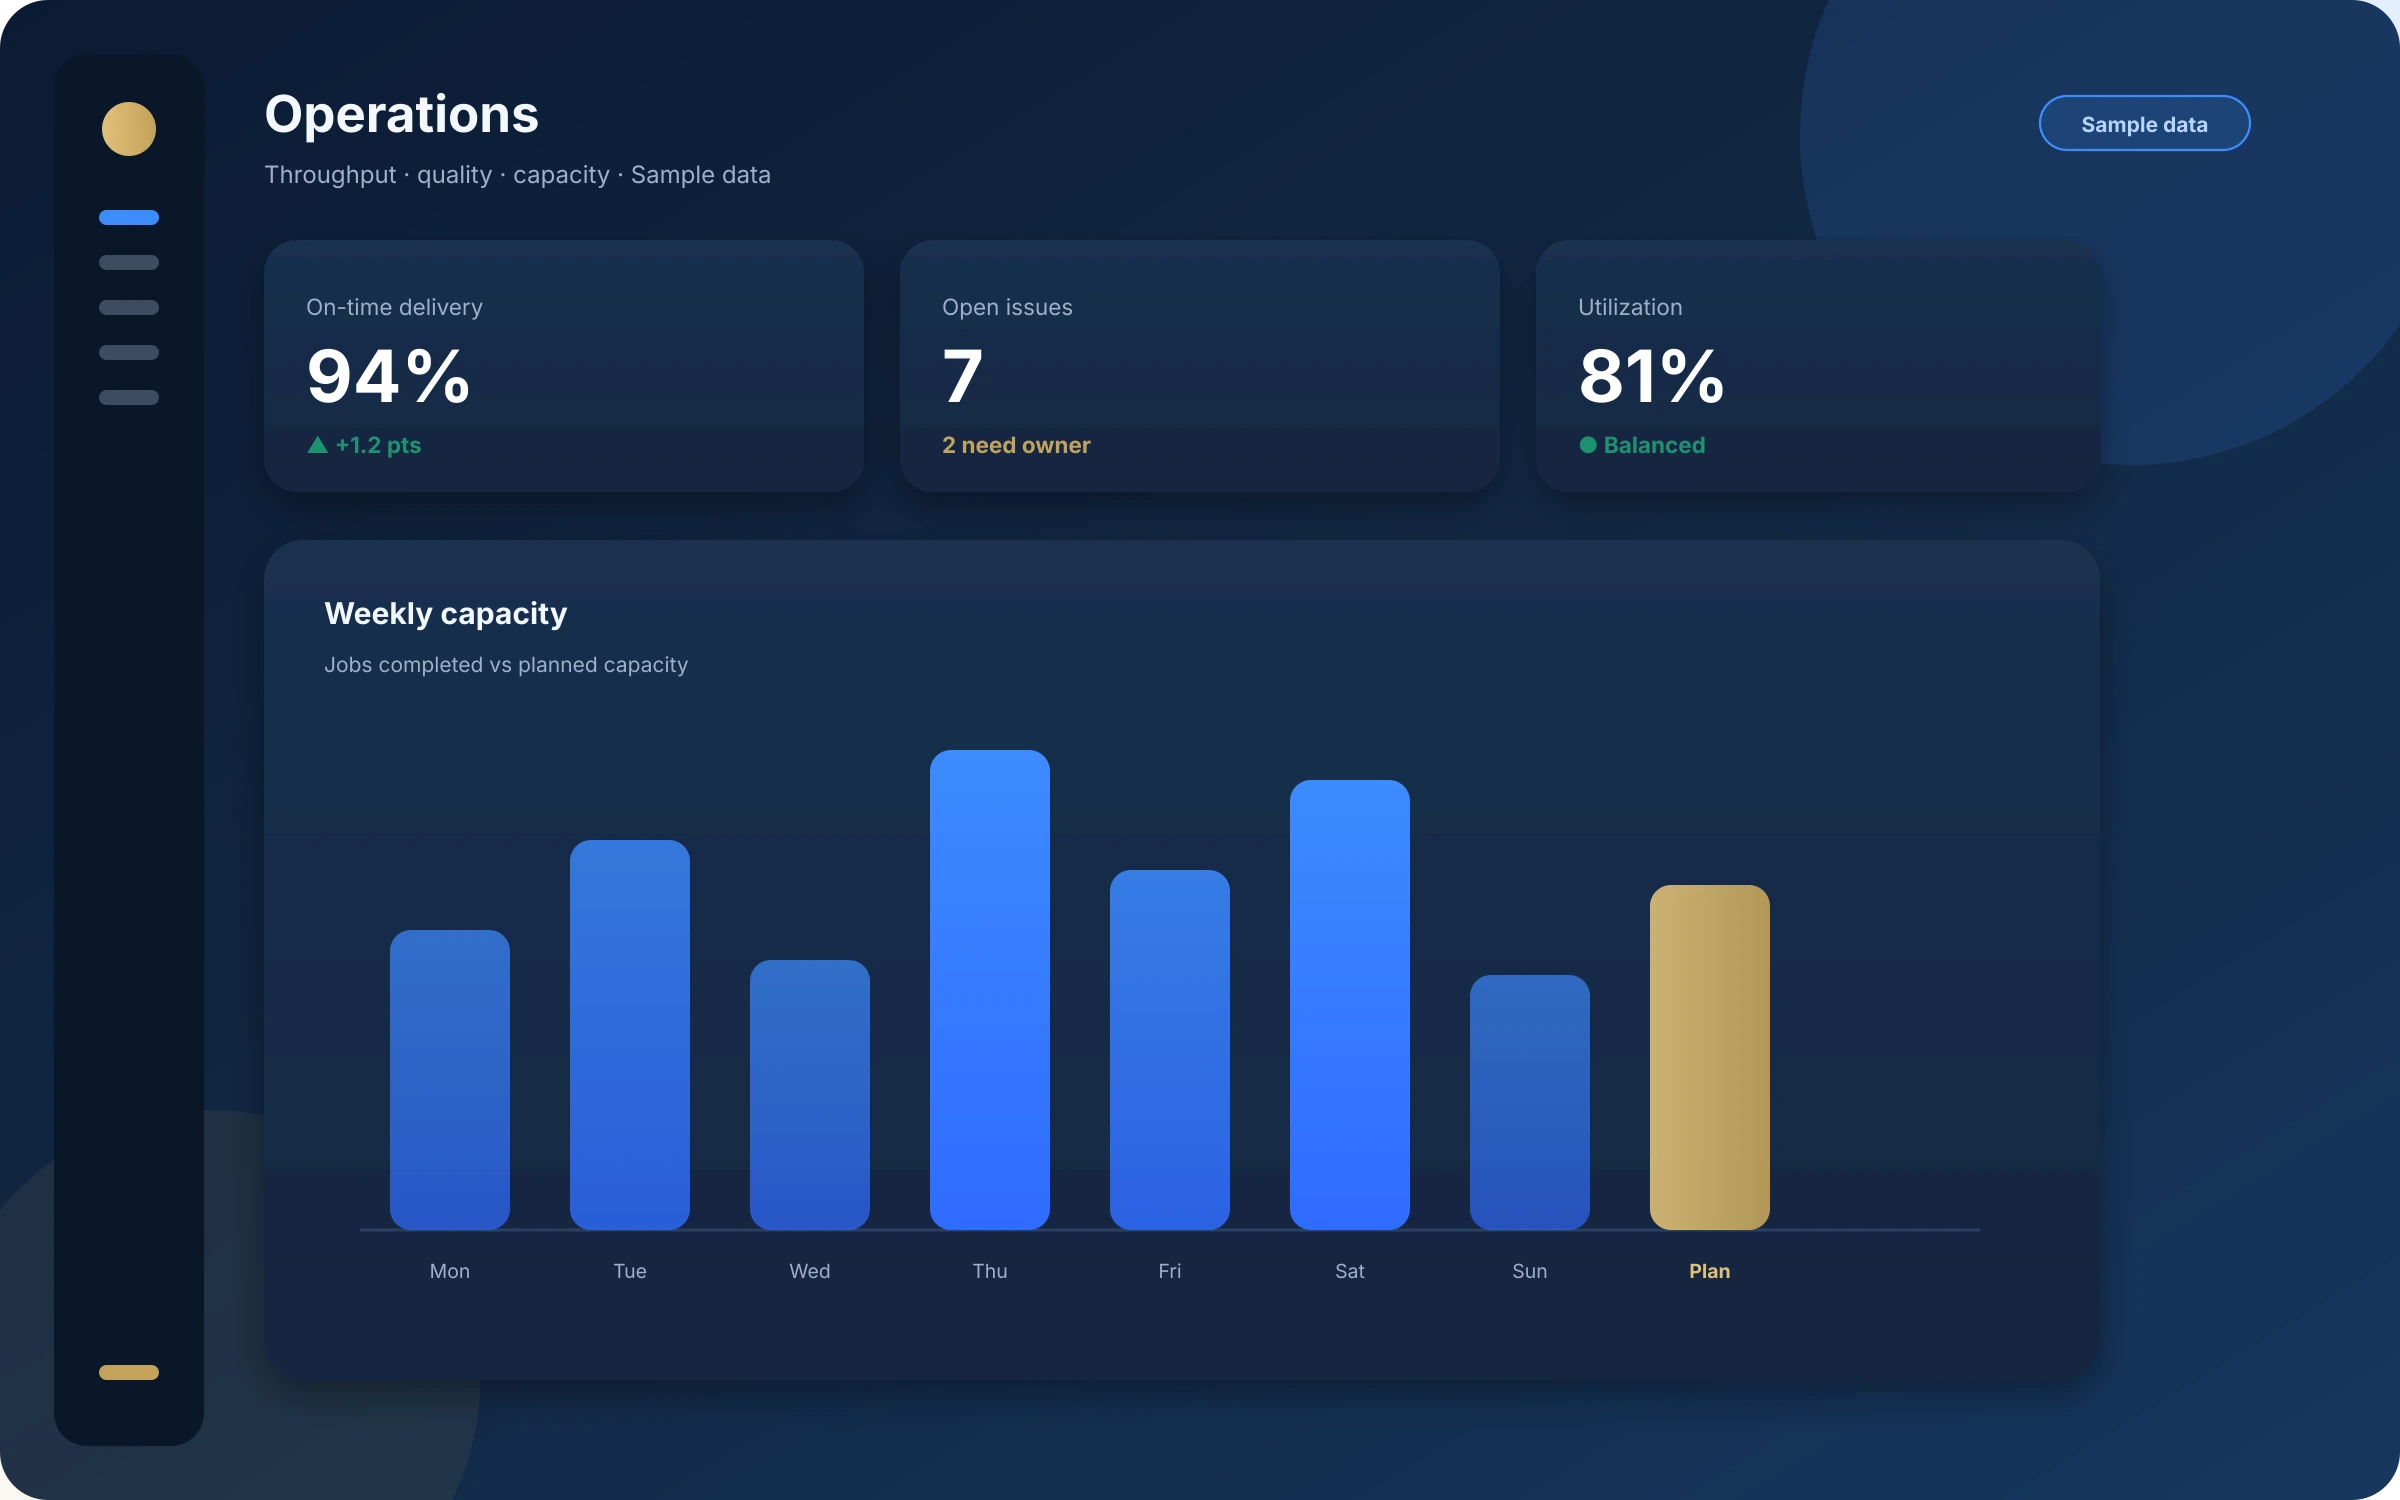 Operations
Throughput · quality · capacity · Sample data
Sample data
On-time delivery
94%
▲ +1.2 pts
Open issues
7
2 need owner
Utilization
81%
● Balanced
Weekly capacity
Jobs completed vs planned capacity
Mon Tue Wed Thu Fri Sat Sun Plan